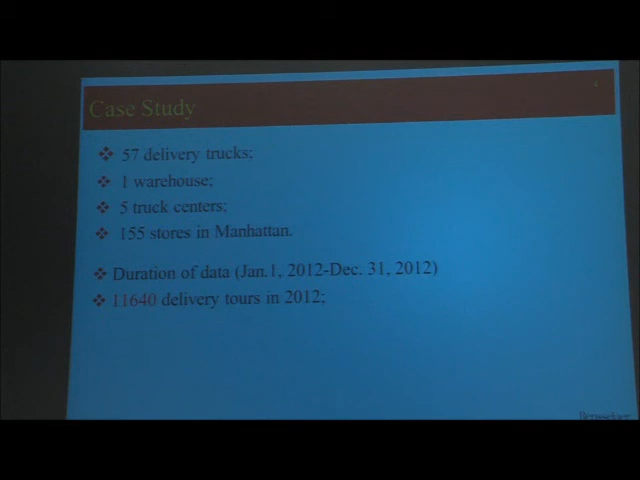 Case Study
❖ 57 delivery trucks;
❖ 1 warehouse;
❖ 5 truck centers;
❖ 155 stores in Manhattan.
❖ Duration of data (Jan.1, 2012-Dec. 31, 2012)
❖ 11640 delivery tours in 2012;